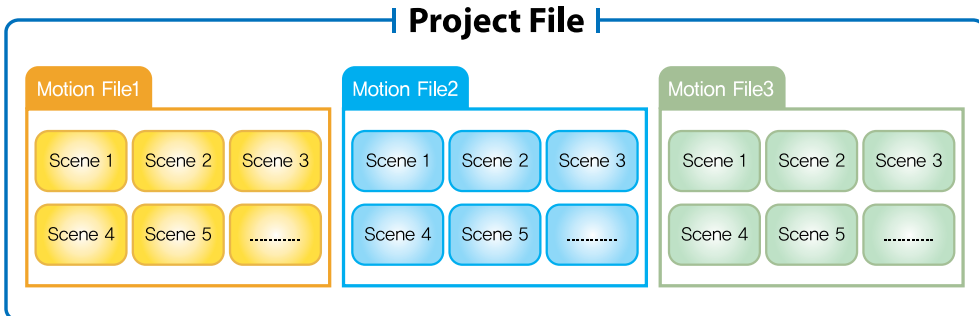 Project File
Motion File1
Scene 1 Scene 2 Scene 3
Scene 4 Scene 5 ...........
Motion File2
Scene 1 Scene 2 Scene 3
Scene 4 Scene 5 ...........
Motion File3
Scene 1 Scene 2 Scene 3
Scene 4 Scene 5 ...........